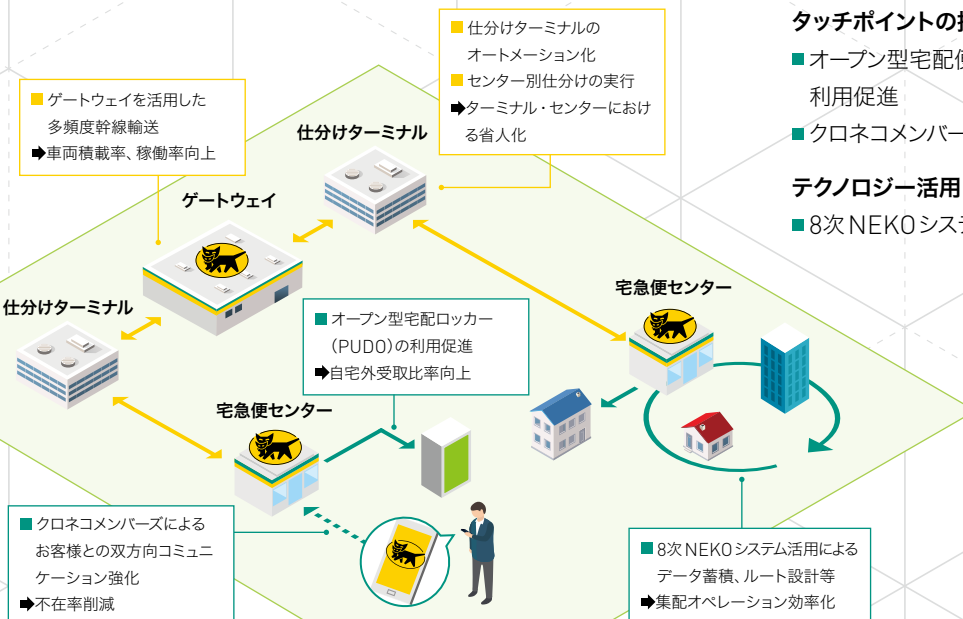 ■仕分けターミナルの
オートメーション化
■センター別仕分けの実行
➡ターミナル・センターにおけ
る省人化
■ゲートウェイを活用した
多頻度幹線輸送
➡車両積載率、稼働率向上
仕分けターミナル
ゲートウェイ
仕分けターミナル
宅急便センター
■オープン型宅配ロッカー
（PUDO）の利用促進
➡自宅外受取比率向上
宅急便センター
■クロネコメンバーズによる
お客様との双方向コミュニ
ケーション強化
➡不在率削減
■8次NEKOシステム活用による
データ蓄積、ルート設計等
➡集配オペレーション効率化
タッチポイントの
■オープン型宅配
利用促進
■クロネコメンバー
テクノロジー活用
■8次NEKOシス